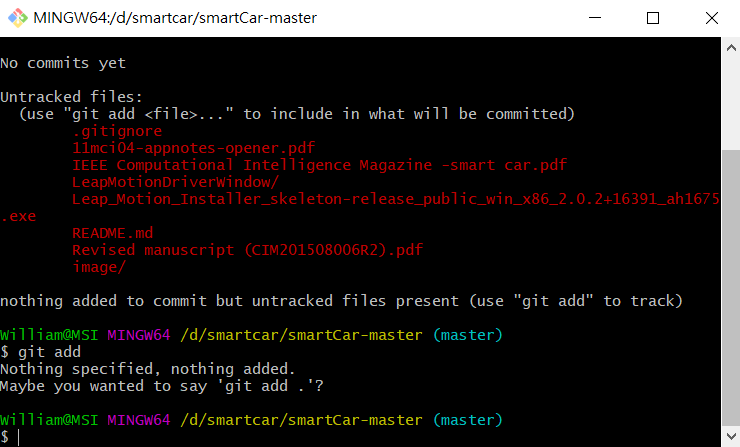 MINGW64:/d/smartcar/smartCar-master
No commits yet
Untracked files:
(use "git add <file>..." to include in what will be committed)
.gitignore
11mci04-appnotes-opener.pdf
IEEE Computational Intelligence Magazine -smart car.pdf
LeapMotionDriverWindow/
Leap_Motion_Installer_skeleton-release_public_win_x86_2.0.2+16391_ah1675
.exe
README.md
Revised manuscript (CIM201508006R2).pdf
image/
nothing added to commit but untracked files present (use "git add" to track)
William@MSI MINGW64 /d/smartcar/smartCar-master (master)
$ git add
Nothing specified, nothing added.
Maybe you wanted to say 'git add .'?
William@MSI MINGW64 /d/smartcar/smartCar-master (master)
$